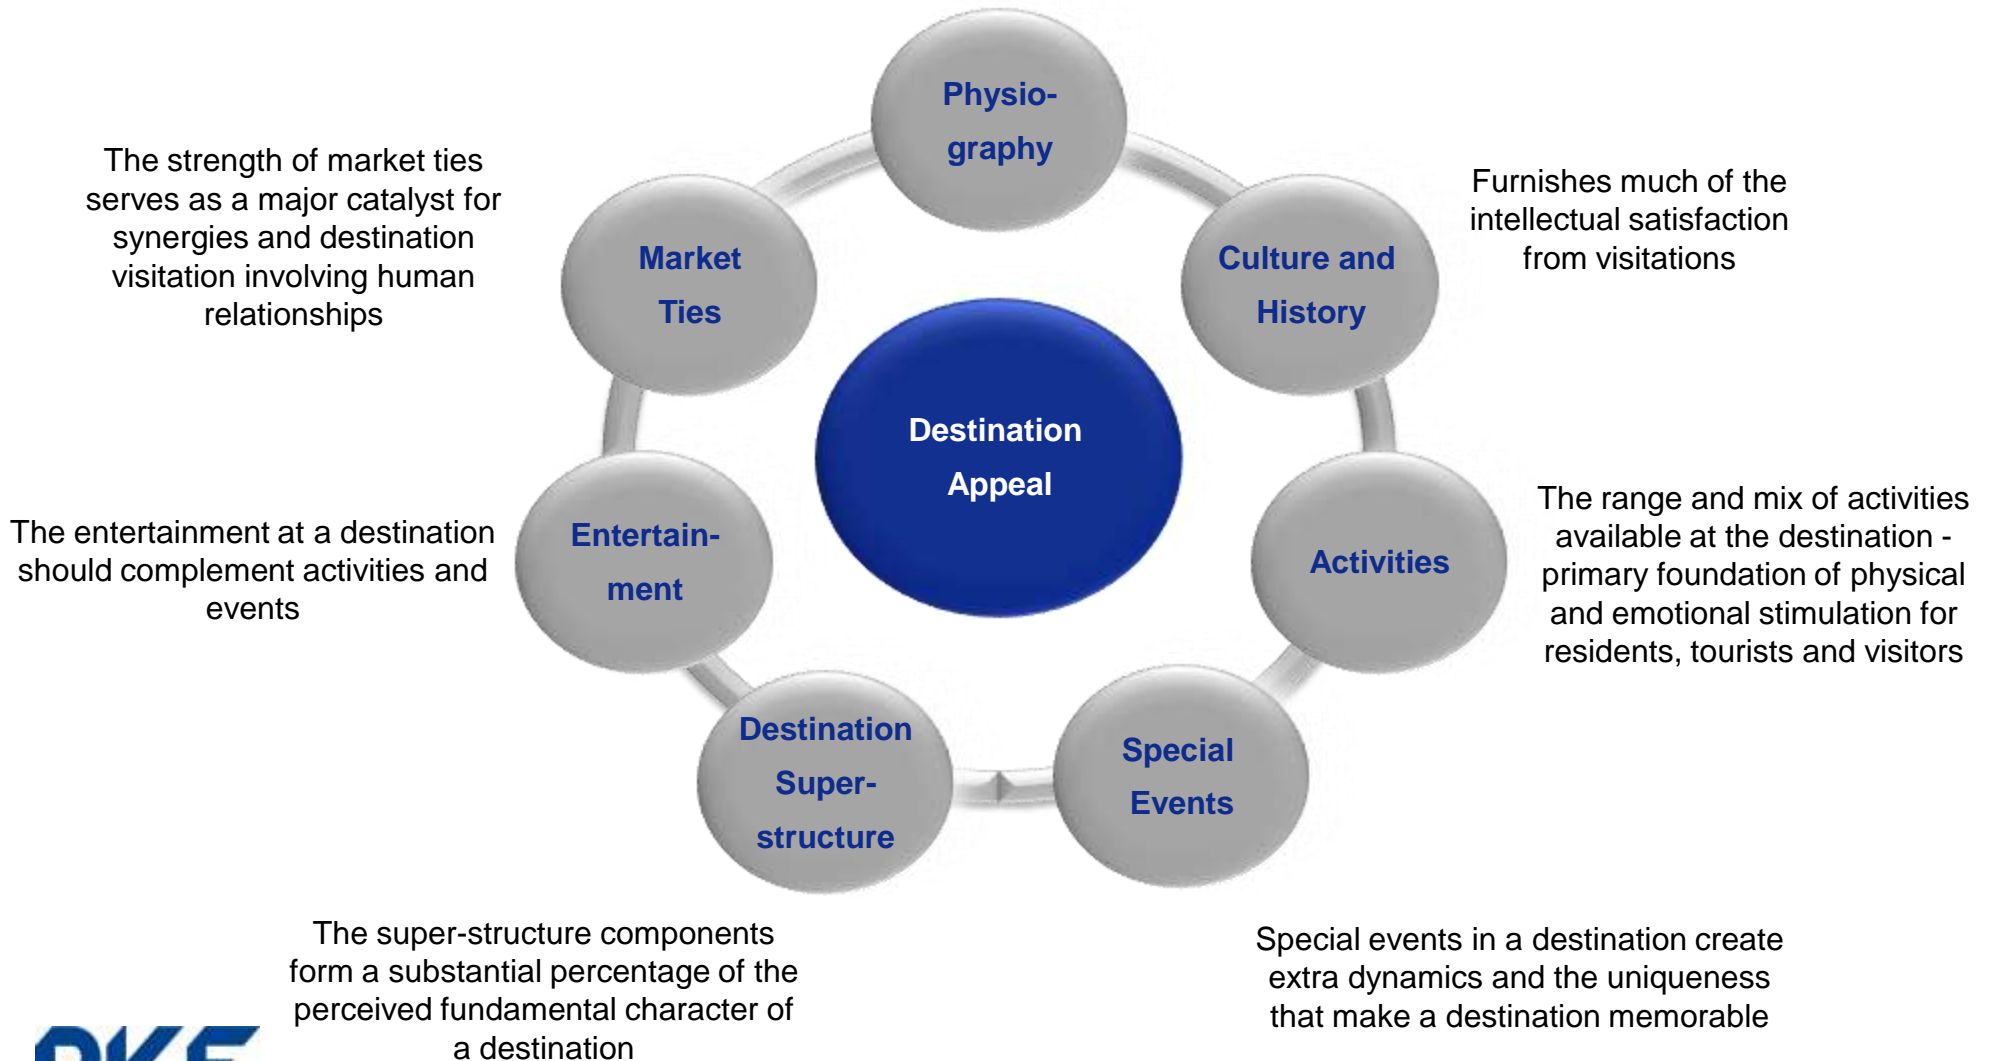 Physio-
graphy
The strength of market ties
serves as a major catalyst for
synergies and destination
visitation involving human
relationships
Market
Ties
Culture and
History
Furnishes much of the
intellectual satisfaction
from visitations
Destination
Appeal
The entertainment at a destination
should complement activities and
events
Entertain-
ment
Activities
The range and mix of activities
available at the destination -
primary foundation of physical
and emotional stimulation for
residents, tourists and visitors
Destination
Super-
structure
Special
Events
The super-structure components
form a substantial percentage of the
perceived fundamental character of
a destination
Special events in a destination create
extra dynamics and the uniqueness
that make a destination memorable